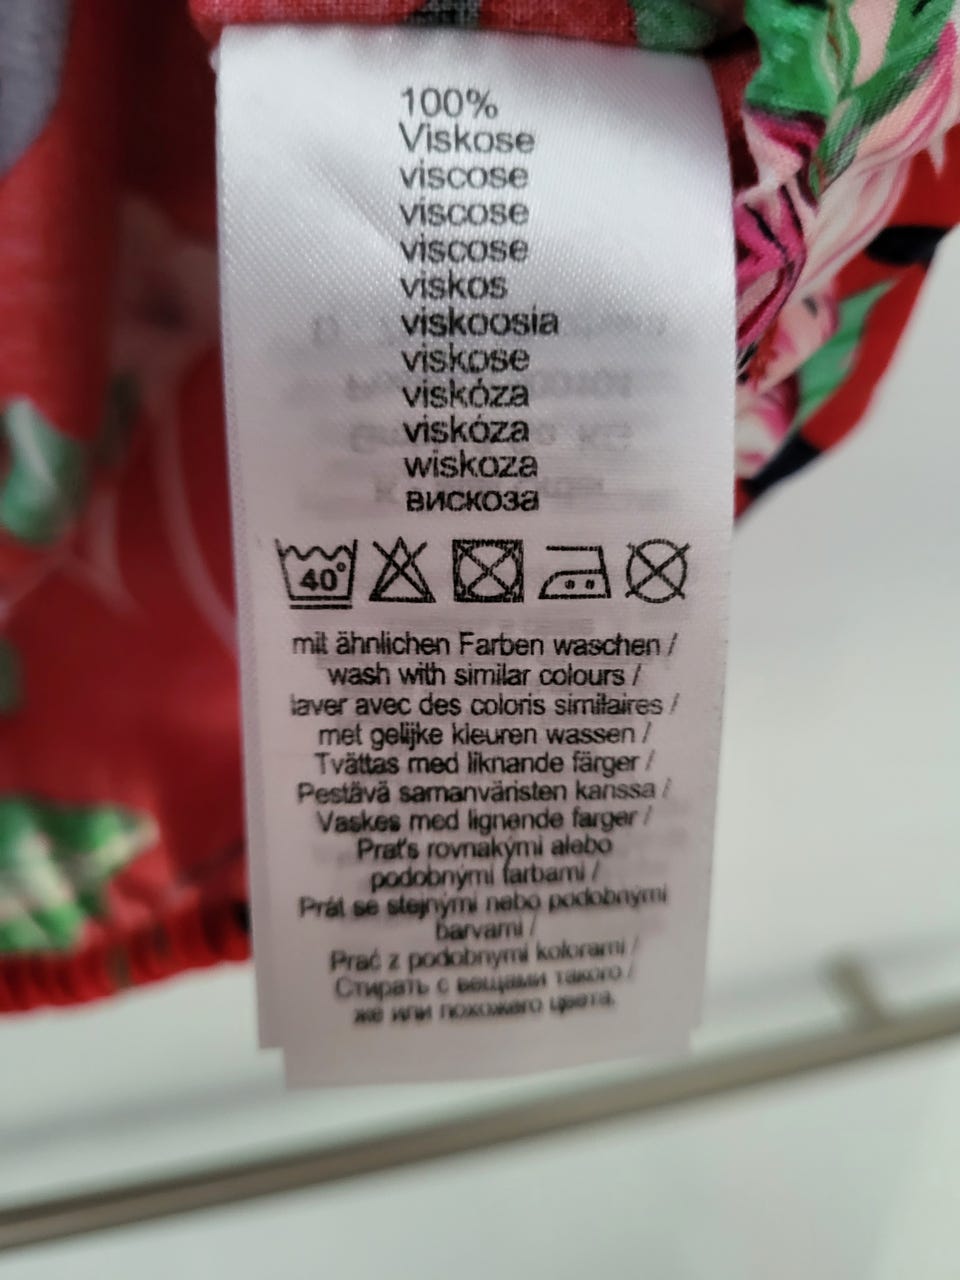 100%
Viskose
viscose
viscose
viscose
viskos
viskoosia
viskose
viskóza
viskóza
wiskoza
вискоза
40°
mit ähnlichen Farben waschen /
wash with similar colours /
laver avec des coloris similaires /
met gelijke kleuren wassen /
Tvättas med liknande färger /
Pestävä samanväristen kanssa /
Vaskes med lignende farger /
Prat's rovnakými alebo
podobnými farbami /
Prát se stejnými nebo podobnými
barvami /
Prać z podobnymi kolorami /
Стирать с вещами такого /
же или похожего цвета.